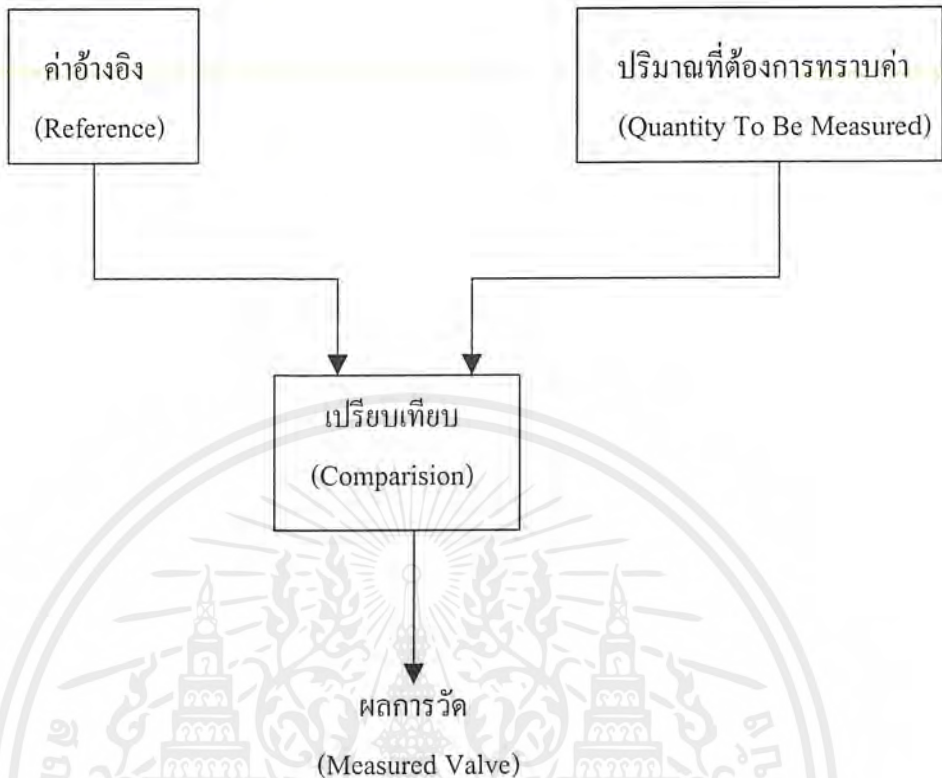 ค่าอ้างอิง
(Reference)
ปริมาณที่ต้องการทราบค่า
(Quantity To Be Measured)
เปรียบเทียบ
(Comparision)
ผลการวัด
(Measured Valve)